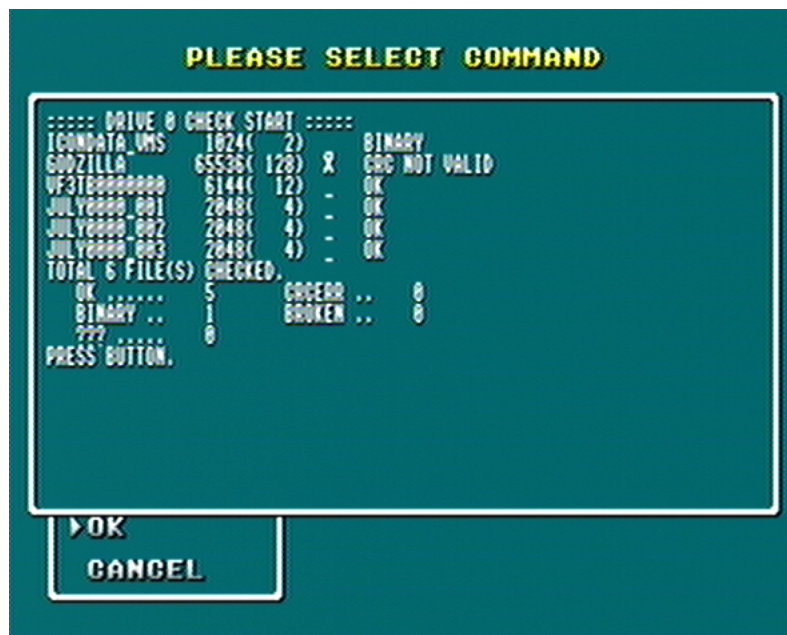 PLEASE SELECT COMMAND
::::: DRIVE 0 CHECK START :::::
ICONDATA_VMS 1024( 2) BINARY
GODZILLA 65536( 128) X CRC NOT VALID
VF3TB0000000 6144( 12) _ OK
JULY0000_001 2048( 4) _ OK
JULY0000_002 2048( 4) _ OK
JULY0000_003 2048( 4) _ OK
TOTAL 6 FILE(S) CHECKED.
OK ...... 5 CRCERR .. 0
BINARY .. 1 BROKEN .. 0
??? ..... 0
PRESS BUTTON.
OK
CANCEL